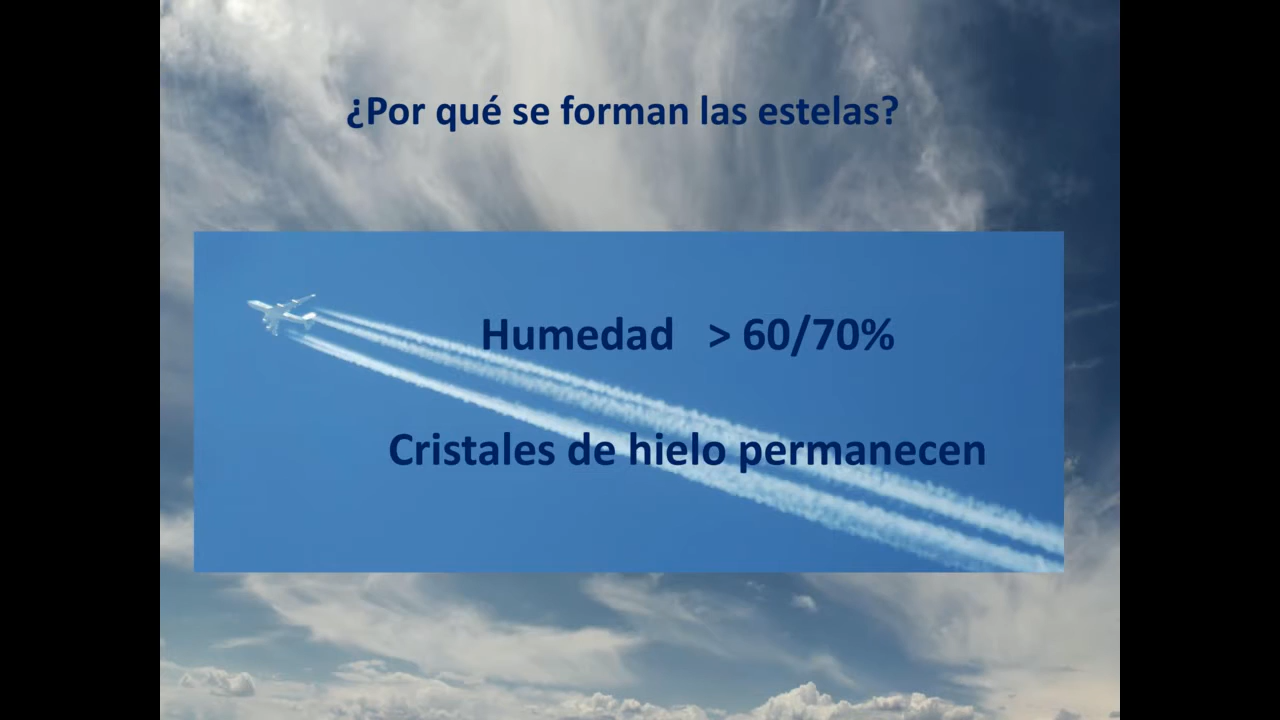 ¿Por qué se forman las estelas?
Humedad > 60/70%
Cristales de hielo permanecen